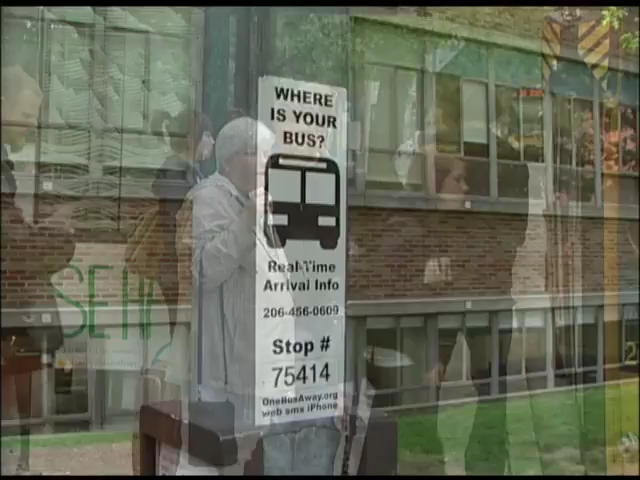 WHERE
IS YOUR
BUS?
Real-Time
Arrival Info
206-456-0609
Stop #
75414
OneBusAway.org
web sms iPhone